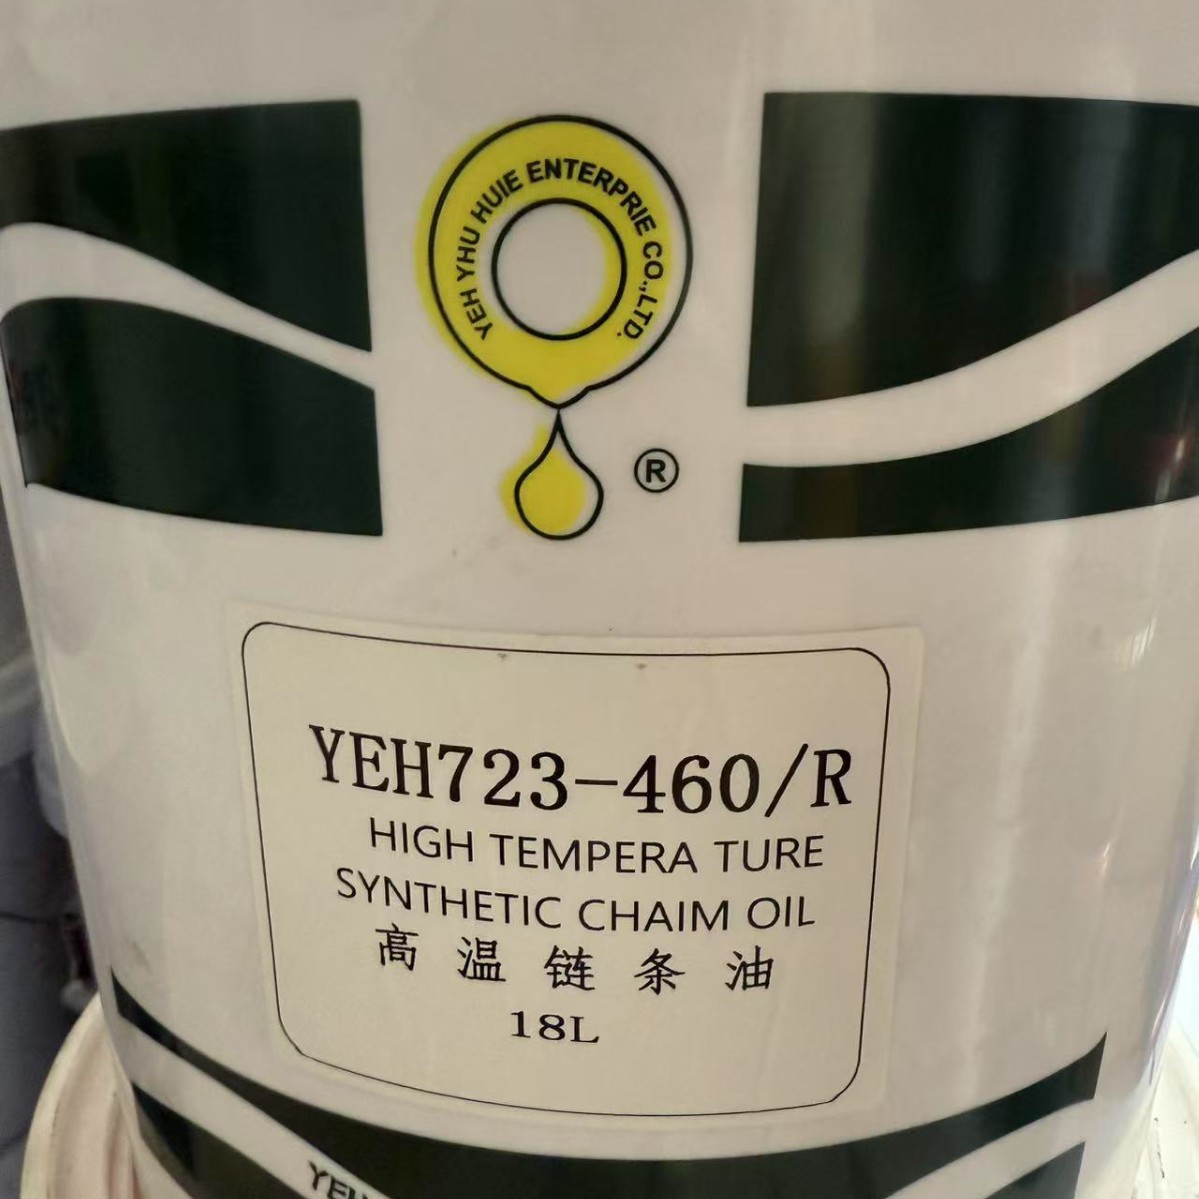 YEH YHU HUIE ENTERPRIE CO.,LTD.
®
YEH723-460/R
HIGH TEMPERA TURE
SYNTHETIC CHAIM OIL
高温链条油
18L
YEH